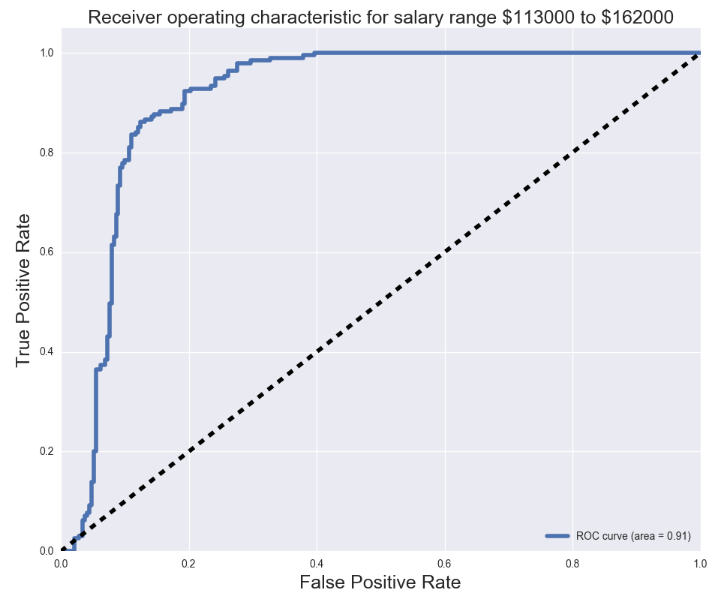 Receiver operating characteristic for salary range $113000 to $162000
1.0
0.8
0.6
0.4
0.2
0.0
True Positive Rate
ROC curve (area = 0.91)
0.0 0.2 0.4 0.6 0.8 1.0
False Positive Rate